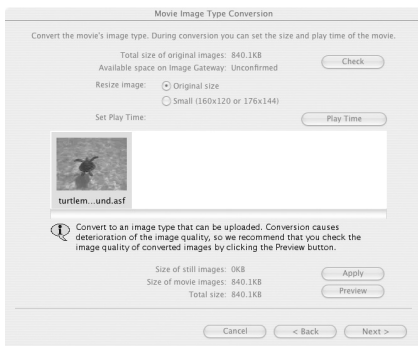 Movie Image Type Conversion
Convert the movie's image type. During conversion you can set the size and play time of the movie.
Total size of original images: 840.1KB
Available space on Image Gateway: Unconfirmed
Check
Resize image: Original size
Small (160x120 or 176x144)
Set Play Time:
Play Time
turtlem...und.asf
Convert to an image type that can be uploaded. Conversion causes
deterioration of the image quality, so we recommend that you check the
image quality of converted images by clicking the Preview button.
Size of still images: 0KB
Apply
Size of movie images: 840.1KB
Total size: 840.1KB
Preview
Cancel
< Back
Next >